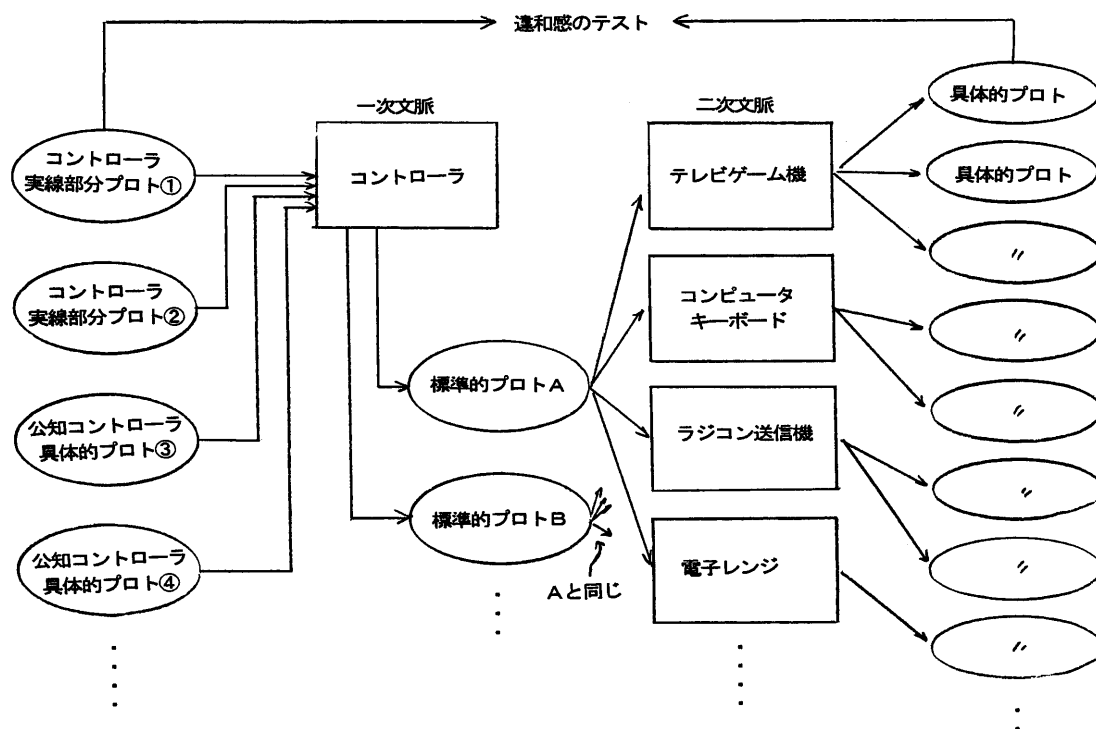 違和感のテスト
一次文脈
二次文脈
コントローラ
実線部分プロト①
コントローラ
実線部分プロト②
公知コントローラ
具体的プロト③
公知コントローラ
具体的プロト④
コントローラ
標準的プロトA
標準的プロトB
Aと同じ
テレビゲーム機
コンピュータ
キーボード
ラジコン送信機
電子レンジ
具体的プロト
具体的プロト
〃
〃
〃
〃
〃
〃